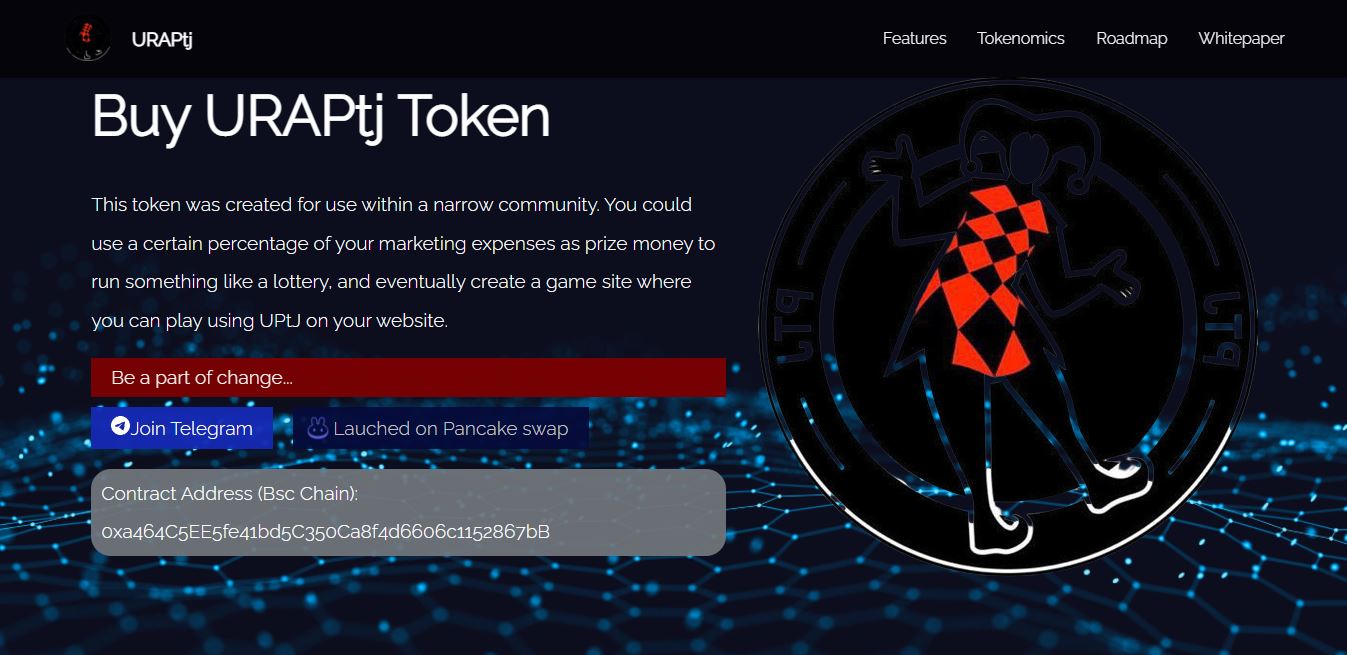 URAPtj
Features
Tokenomics
Roadmap
Whitepaper
Buy URAPtj Token
This token was created for use within a narrow community. You could
use a certain percentage of your marketing expenses as prize money to
run something like a lottery, and eventually create a game site where
you can play using UPtJ on your website.
Be a part of change...
Join Telegram
Lauched on Pancake swap
Contract Address (Bsc Chain):
0xa464C5EE5fe41bd5C350Ca8f4d6606c1152867bB